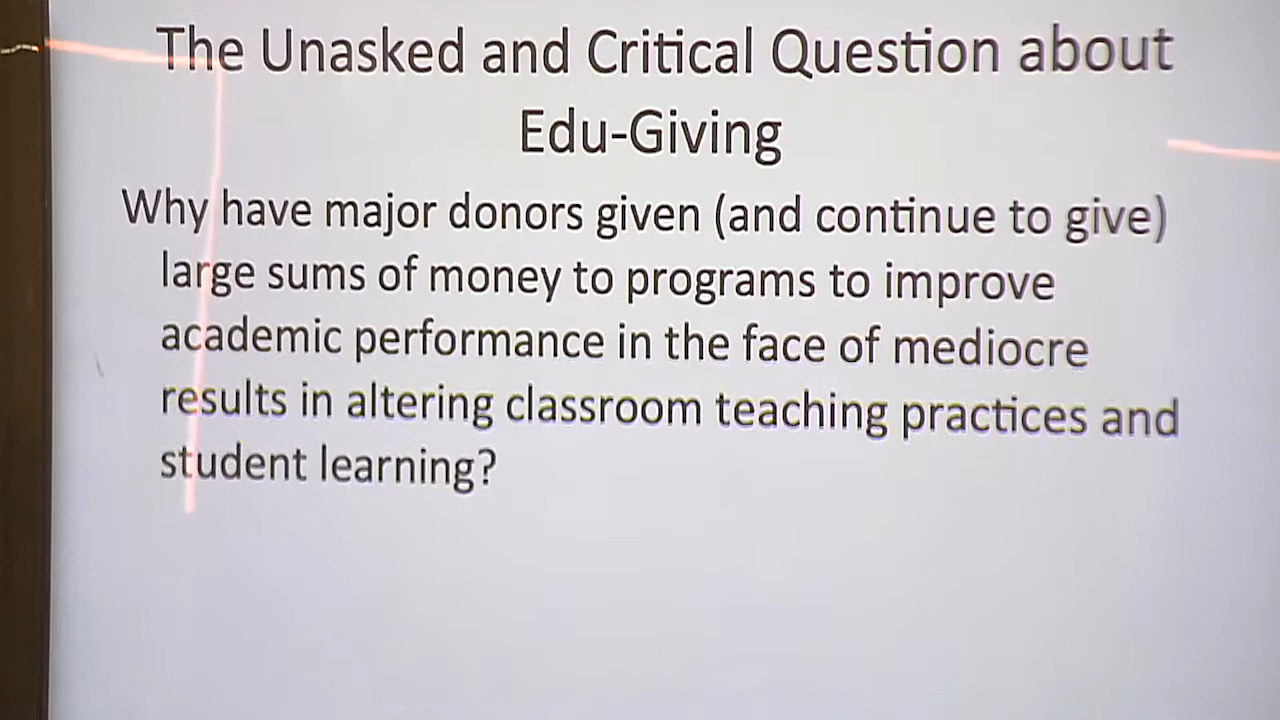 The Unasked and Critical Question about
Edu-Giving
Why have major donors given (and continue to give)
large sums of money to programs to improve
academic performance in the face of mediocre
results in altering classroom teaching practices and
student learning?